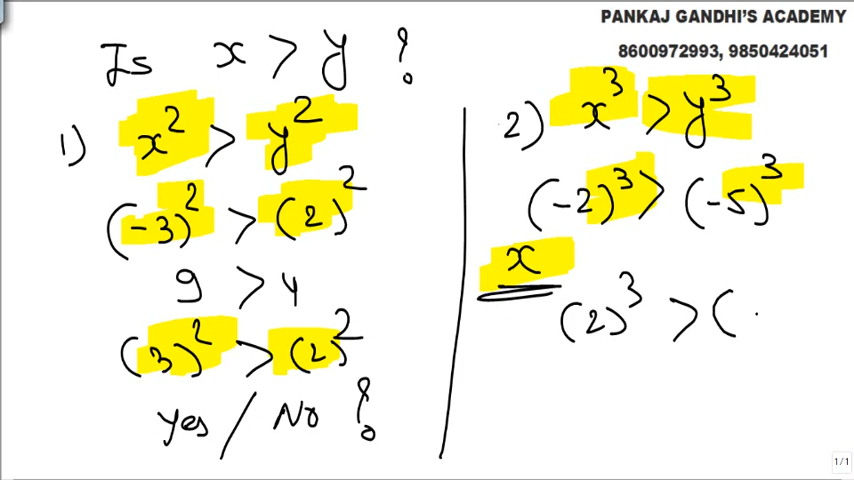 PANKAJ GANDHI'S ACADEMY
8600972993, 9850424051
Is x > y ?
1) x² > y²
(-3)² > (2)²
9 > 4
(3)² > (2)²
Yes / No ?
2) x³ > y³
(-2)³ > (-5)³
x
(2)³ > (
1/1